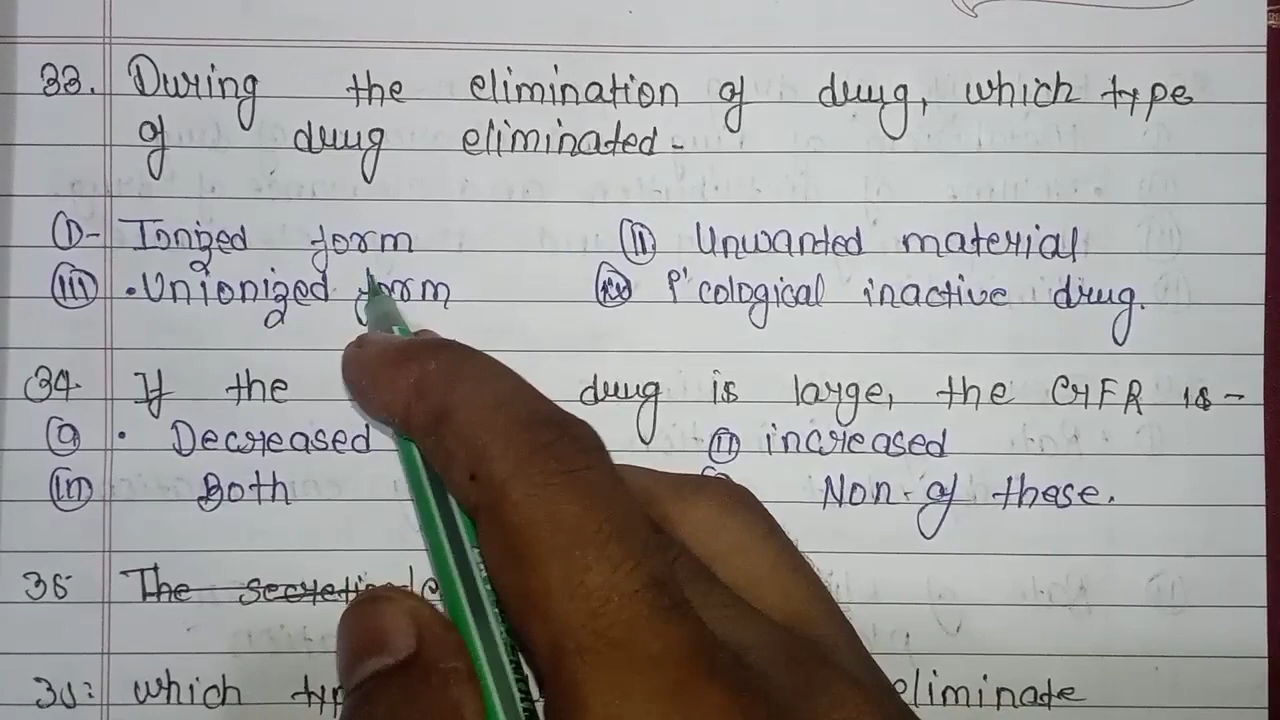 33. During the elimination of drug, which type
of drug eliminated -
(I)- Ionized form (II) Unwanted material
(III) .Unionized form (iv) P'cological inactive drug.
34. If the drug is large, the GFR is -
(a) . Decreased (II) increased
(III) Both Non of these.
35 The
36: which eliminate